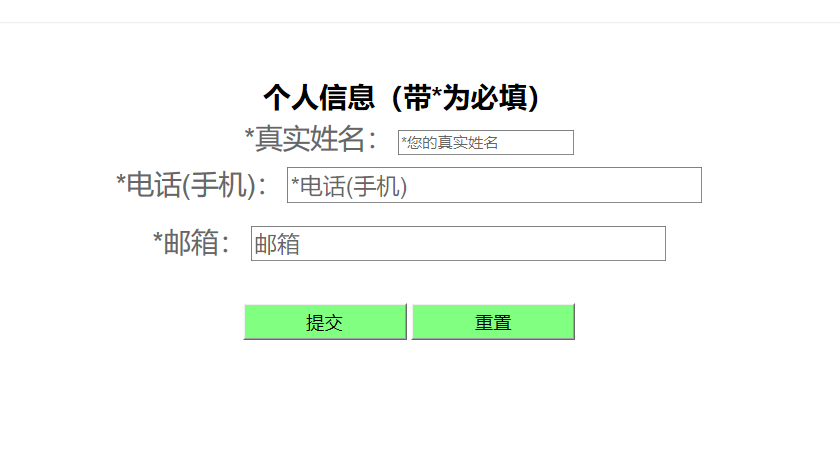 个人信息（带*为必填）
*真实姓名： *您的真实姓名
*电话(手机)： *电话(手机)
*邮箱： 邮箱
提交 重置